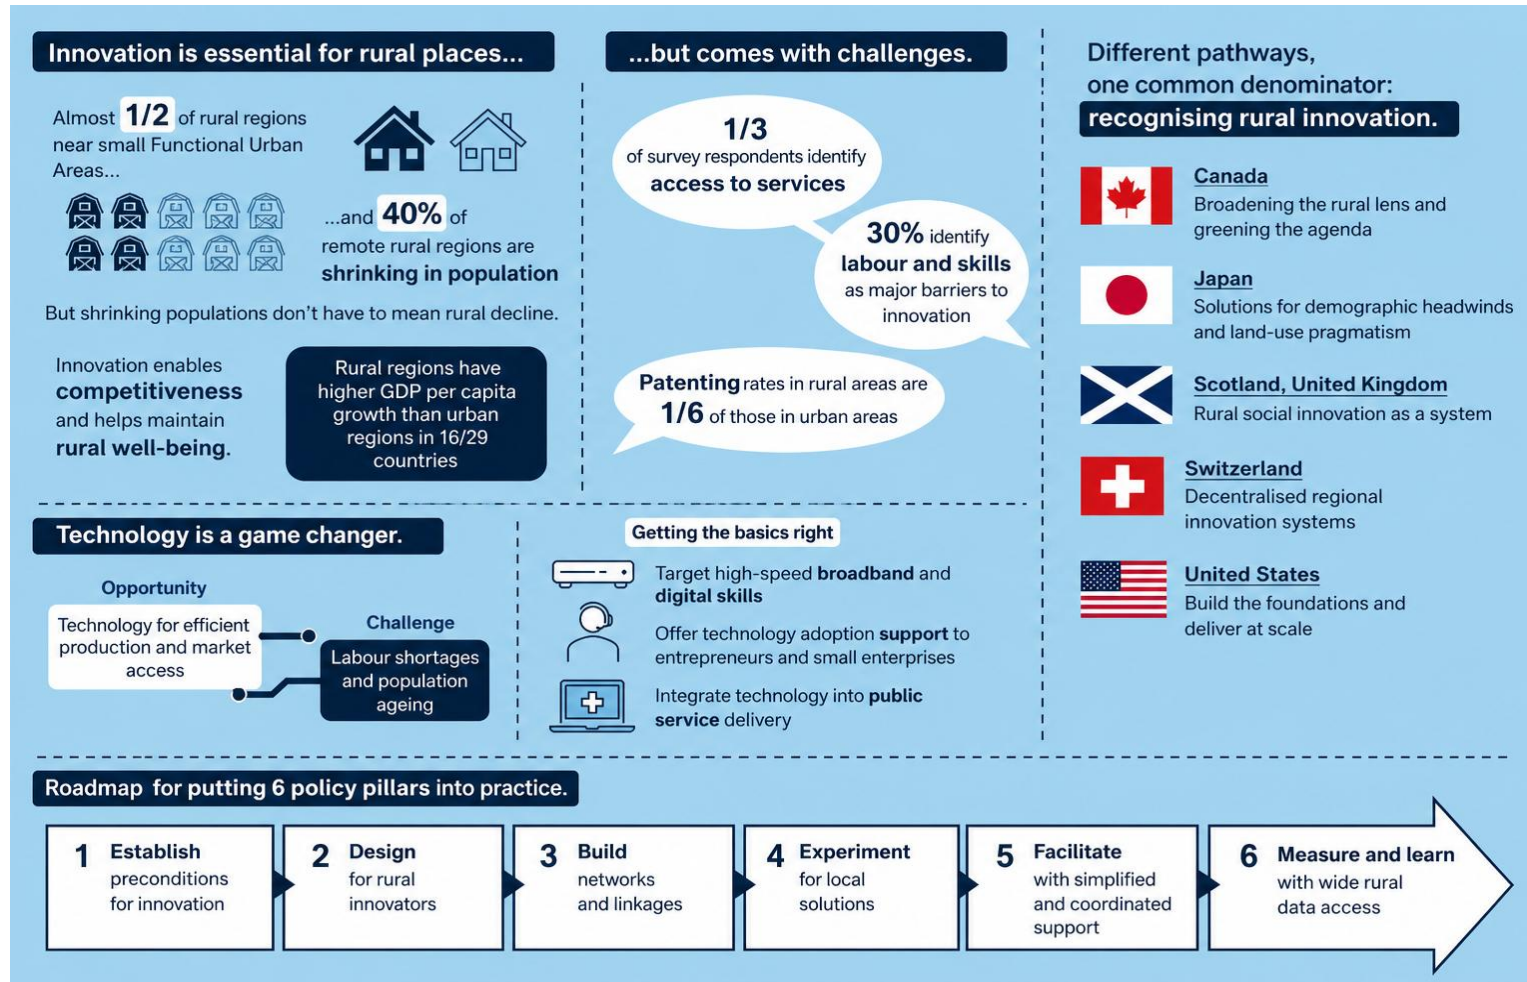 Innovation is essential for rural places...
Almost 1/2 of rural regions
near small Functional Urban
Areas...
...and 40% of
remote rural regions are
shrinking in population
But shrinking populations don't have to mean rural decline.
Innovation enables
competitiveness
and helps maintain
rural well-being.
Rural regions have
higher GDP per capita
growth than urban
regions in 16/29
countries
...but comes with challenges.
1/3
of survey respondents identify
access to services
30% identify
labour and skills
as major barriers to
innovation
Patenting rates in rural areas are
1/6 of those in urban areas
Different pathways,
one common denominator:
recognising rural innovation.
Canada
Broadening the rural lens and
greening the agenda
Japan
Solutions for demographic headwinds
and land-use pragmatism
Scotland, United Kingdom
Rural social innovation as a system
Switzerland
Decentralised regional
innovation systems
United States
Build the foundations and
deliver at scale
Technology is a game changer.
Opportunity
Technology for efficient
production and market
access
Challenge
Labour shortages
and population
ageing
Getting the basics right
Target high-speed broadband and
digital skills
Offer technology adoption support to
entrepreneurs and small enterprises
Integrate technology into public
service delivery
Roadmap for putting 6 policy pillars into practice.
1 Establish
preconditions
for innovation
2 Design
for rural
innovators
3 Build
networks
and linkages
4 Experiment
for local
solutions
5 Facilitate
with simplified
and coordinated
support
6 Measure and learn
with wide rural
data access